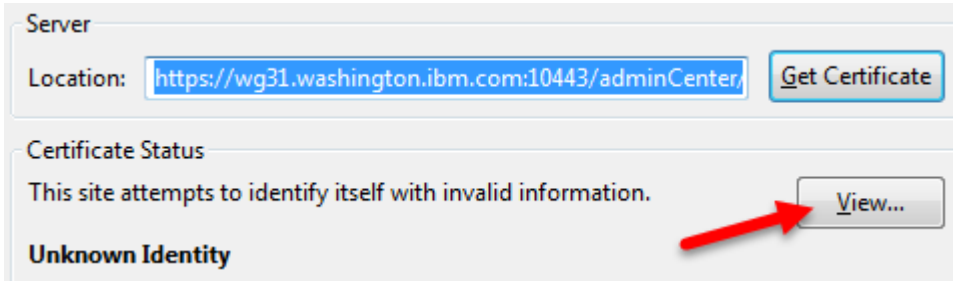 Server
Location: https://wg31.washington.ibm.com:10443/adminCenter/ Get Certificate
Certificate Status
This site attempts to identify itself with invalid information. View...
Unknown Identity